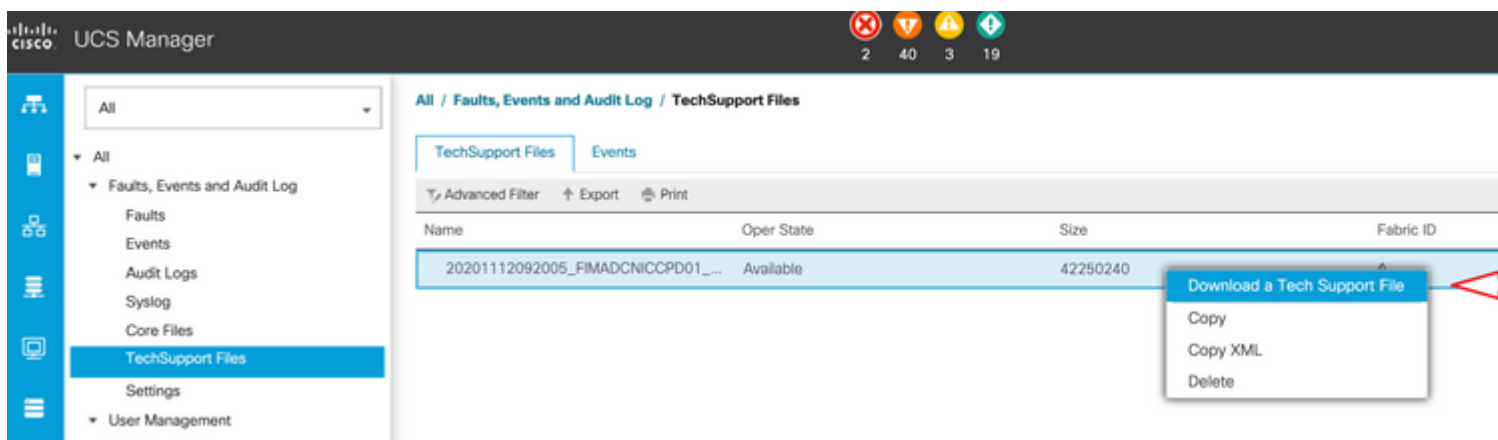 CISCO UCS Manager
2 40 3 19
All
All / Faults, Events and Audit Log / TechSupport Files
All
Faults, Events and Audit Log
Faults
Events
Audit Logs
Syslog
Core Files
TechSupport Files
Settings
User Management
TechSupport Files Events
Advanced Filter Export Print
Name Oper State Size Fabric ID
20201112092005_FIMADCNICCPD01_... Available 42250240
Download a Tech Support File
Copy
Copy XML
Delete